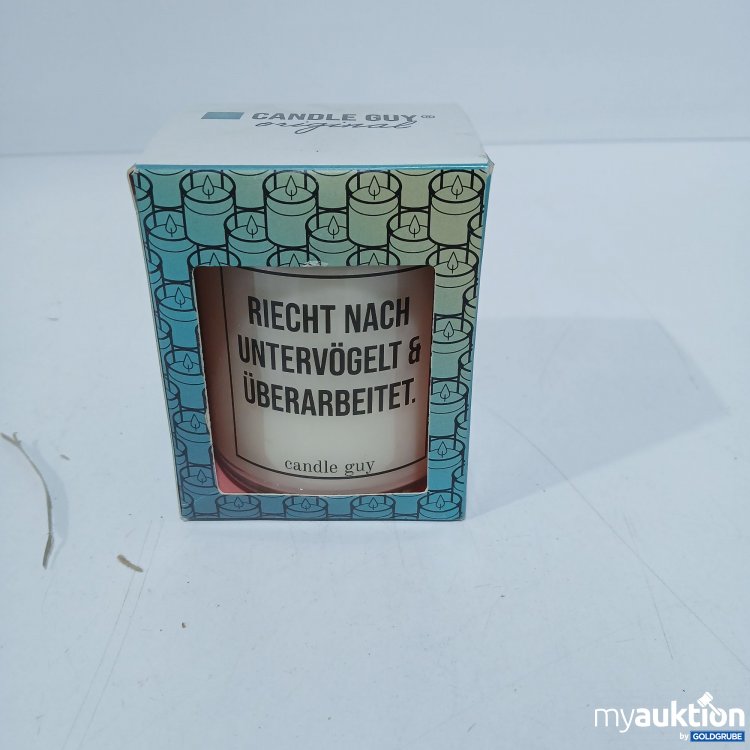 CANDLE GUY®
original
RIECHT NACH
UNTERVÖGELT &
ÜBERARBEITET.
candle guy
myauktion
by GOLDGRUBE